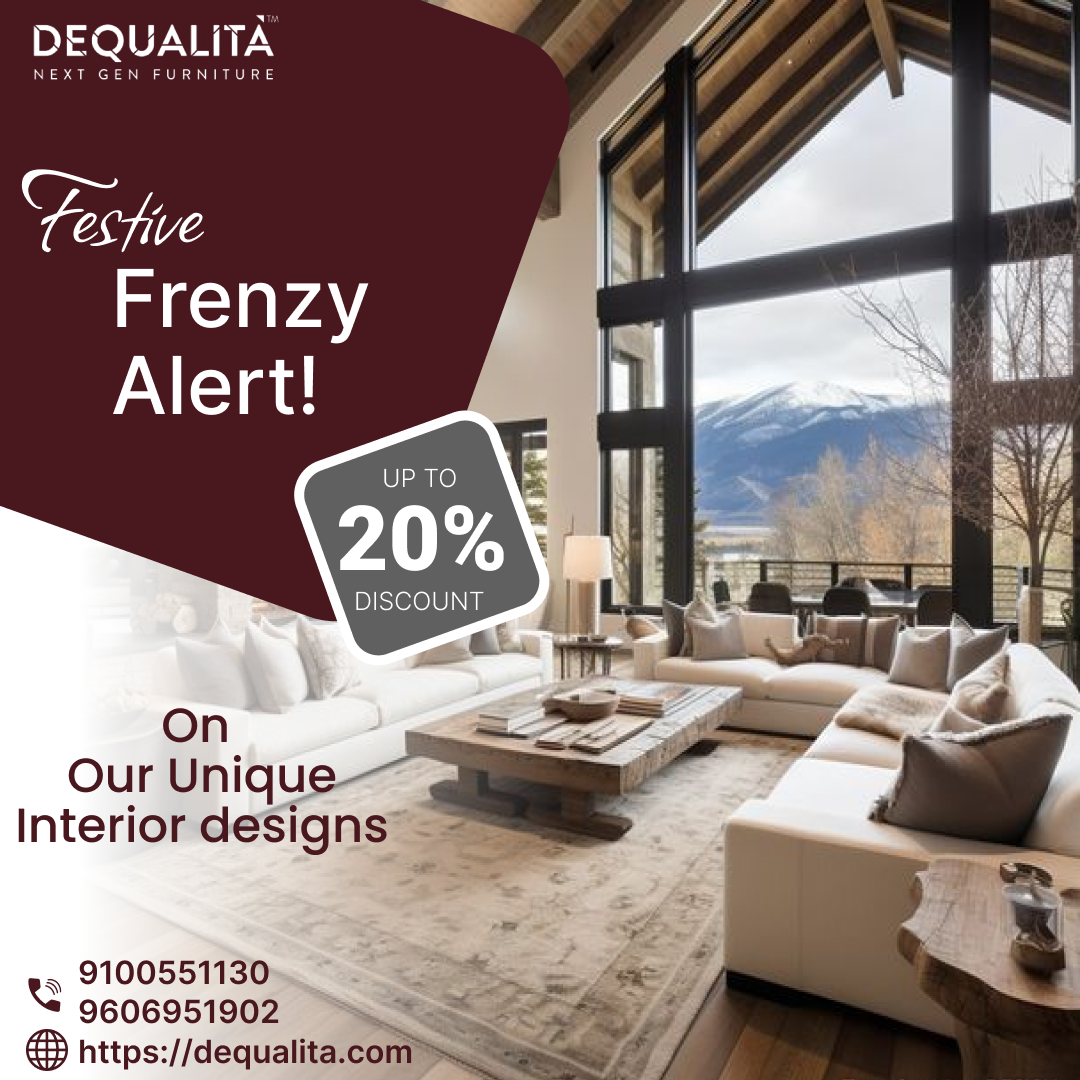 DEQUALITÀ™
NEXT GEN FURNITURE
Festive
Frenzy
Alert!
UP TO
20%
DISCOUNT
On
Our Unique
Interior designs
9100551130
9606951902
https://dequalita.com